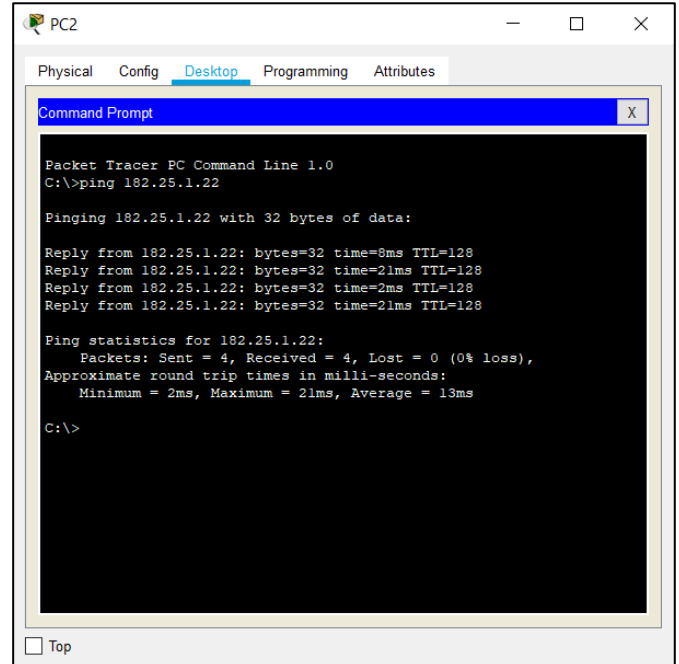 PC2
Physical Config Desktop Programming Attributes
Command Prompt X
Packet Tracer PC Command Line 1.0
C:\>ping 182.25.1.22
Pinging 182.25.1.22 with 32 bytes of data:
Reply from 182.25.1.22: bytes=32 time=8ms TTL=128
Reply from 182.25.1.22: bytes=32 time=21ms TTL=128
Reply from 182.25.1.22: bytes=32 time=2ms TTL=128
Reply from 182.25.1.22: bytes=32 time=21ms TTL=128
Ping statistics for 182.25.1.22:
Packets: Sent = 4, Received = 4, Lost = 0 (0% loss),
Approximate round trip times in milli-seconds:
Minimum = 2ms, Maximum = 21ms, Average = 13ms
C:\>
Top